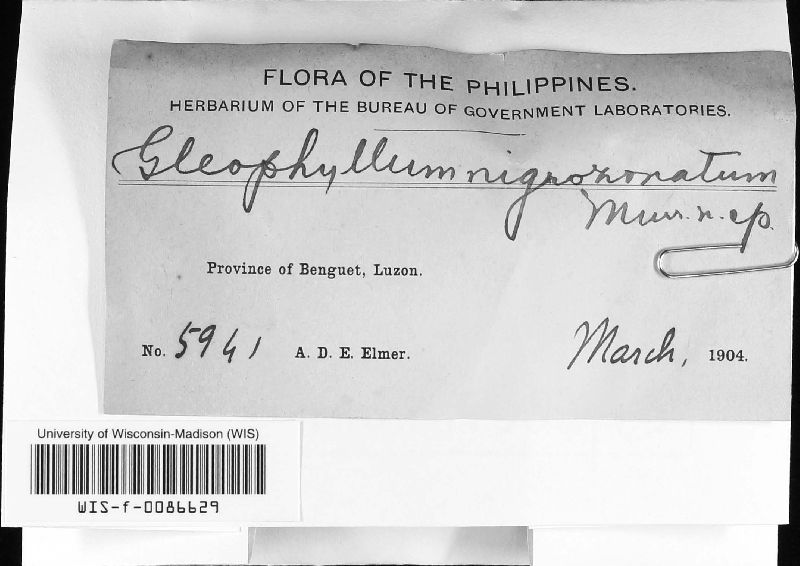 FLORA OF THE PHILIPPINES.
HERBARIUM OF THE BUREAU OF GOVERNMENT LABORATORIES.
Gleophyllum nigrozonatum
Murr. n. sp.
Province of Benguet, Luzon.
No. 5941 A. D. E. Elmer. March, 1904.
University of Wisconsin-Madison (WIS)
WIS-f-0086629